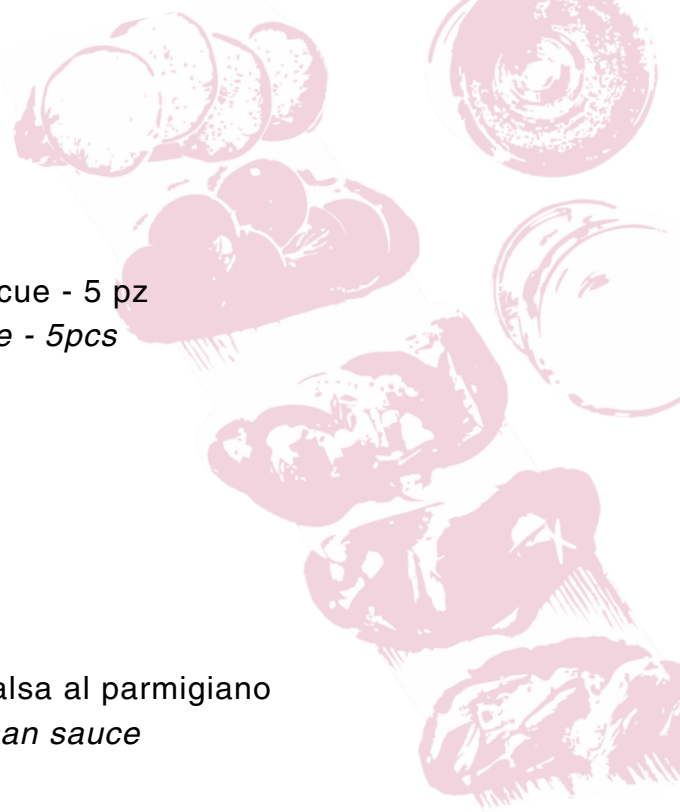 cue - 5 pz
e - 5pcs
alsa al parmigiano
an sauce